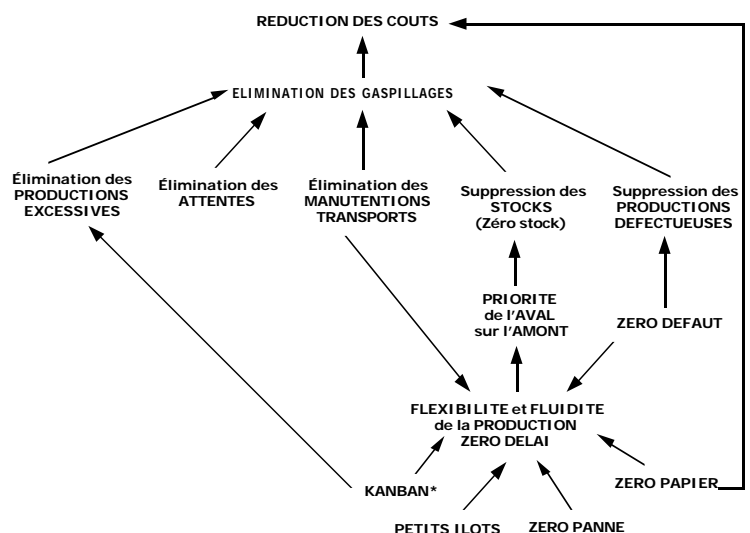 REDUCTION DES COUTS
ELIMINATION DES GASPILLAGES
Élimination des
PRODUCTIONS
EXCESSIVES
Élimination des
ATTENTES
Élimination des
MANUTENTIONS
TRANSPORTS
Suppression des
STOCKS
(Zéro stock)
Suppression des
PRODUCTIONS
DEFECTUEUSES
PRIORITE
de l'AVAL
sur l'AMONT
ZERO DEFAUT
FLEXIBILITE et FLUIDITE
de la PRODUCTION
ZERO DELAI
KANBAN*
ZERO PAPIER
PETITS ILOTS
ZERO PANNE